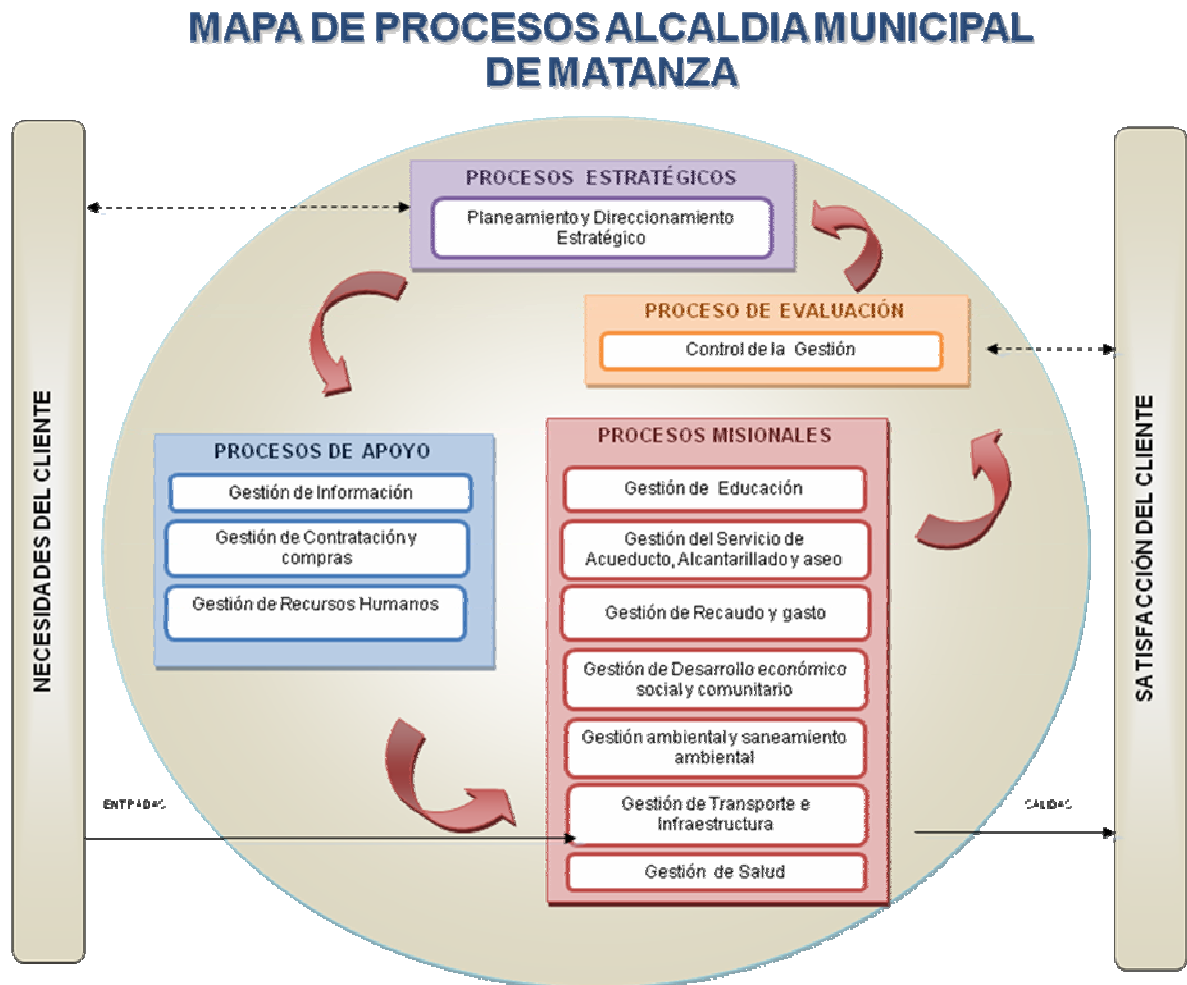 MAPA DE PROCESOS ALCALDIA MUNICIPAL
DE MATANZA
NECESIDADES DEL CLIENTE
PROCESOS ESTRATÉGICOS
Planeamiento y Direccionamiento
Estratégico
PROCESO DE EVALUACIÓN
Control de la Gestión
PROCESOS DE APOYO
Gestión de Información
Gestión de Contratación y
compras
Gestión de Recursos Humanos
PROCESOS MISIONALES
Gestión de Educación
Gestión del Servicio de
Acueducto, Alcantarillado y aseo
Gestión de Recaudo y gasto
Gestión de Desarrollo económico
social y comunitario
Gestión ambiental y saneamiento
ambiental
Gestión de Transporte e
Infraestructura
Gestión de Salud
SATISFACCIÓN DEL CLIENTE